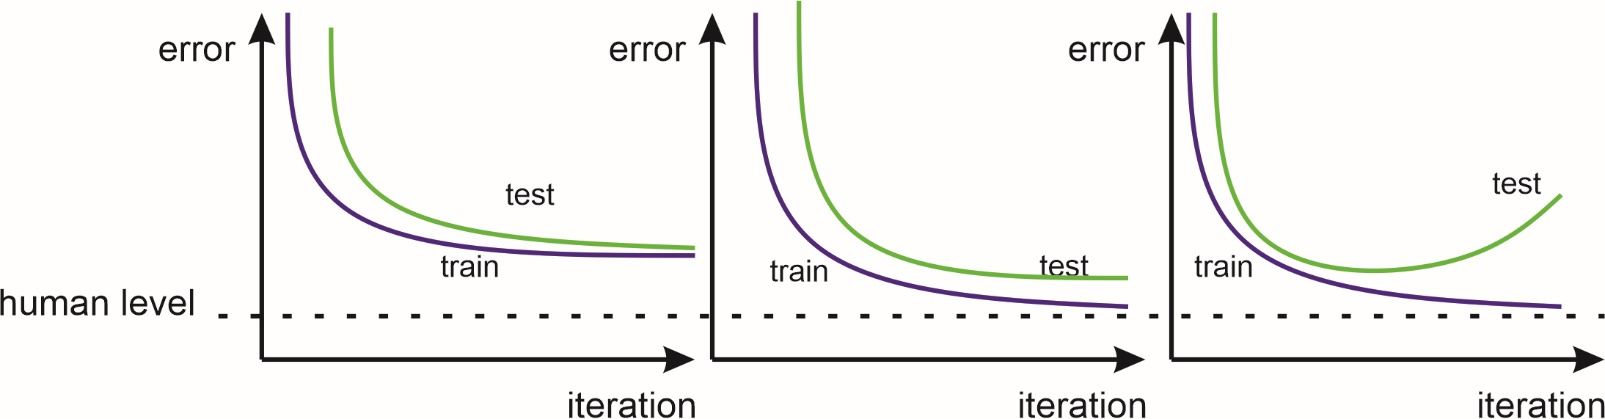 error
test
train
human level
iteration
error
train
test
iteration
error
test
train
iteration